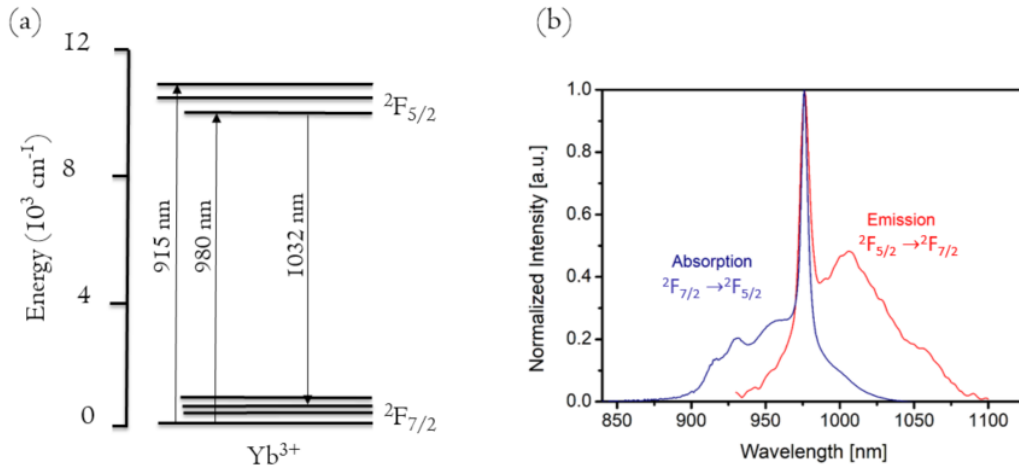 (a)
12
8
4
0
Energy (10³ cm⁻¹)
915 nm
980 nm
1032 nm
²F₅/₂
²F₇/₂
Yb³⁺
(b)
1.0
0.8
0.6
0.4
0.2
0.0
Normalized Intensity [a.u.]
Emission
²F₅/₂ →²F₇/₂
Absorption
²F₇/₂ →²F₅/₂
850 900 950 1000 1050 1100
Wavelength [nm]